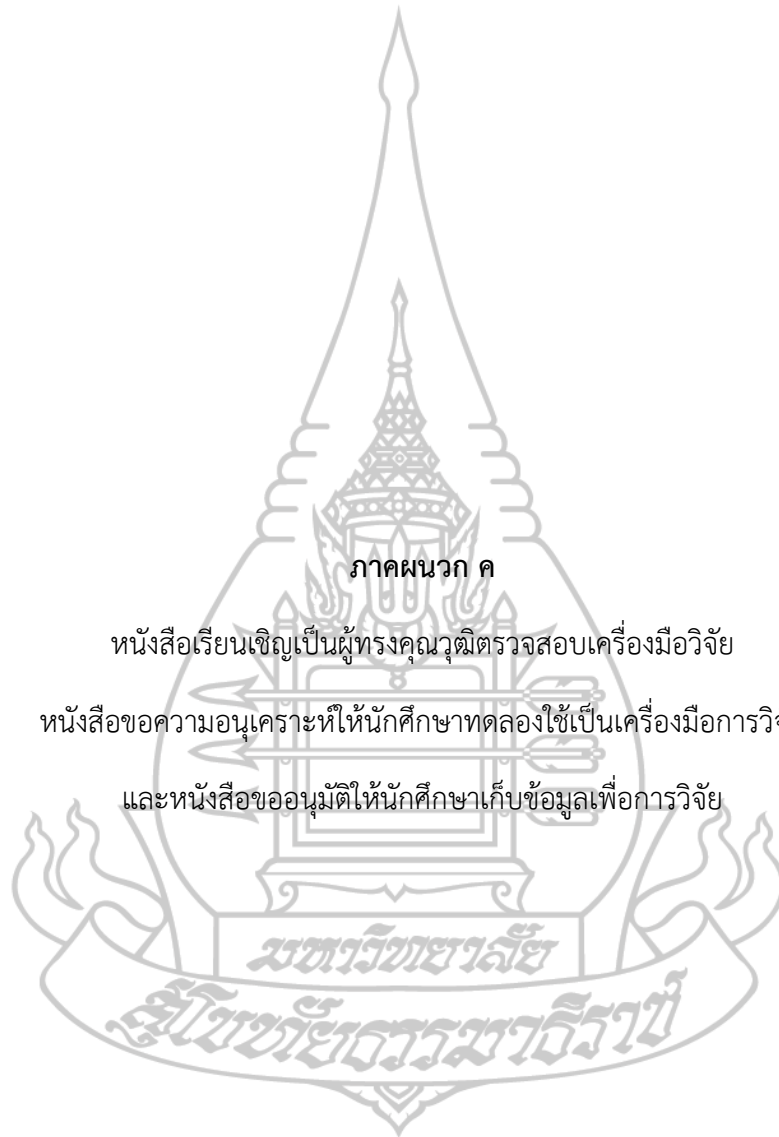 ภาคผนวก ค
หนังสือเรียนเชิญเป็นผู้ทรงคุณวุฒิตรวจสอบเครื่องมือวิจัย
หนังสือขอความอนุเคราะห์ให้นักศึกษาทดลองใช้เป็นเครื่องมือการวิจ
และหนังสือขออนุมัติให้นักศึกษาเก็บข้อมูลเพื่อการวิจัย
มหาวิทยาลัย
สุโขทัยธรรมาธิราช